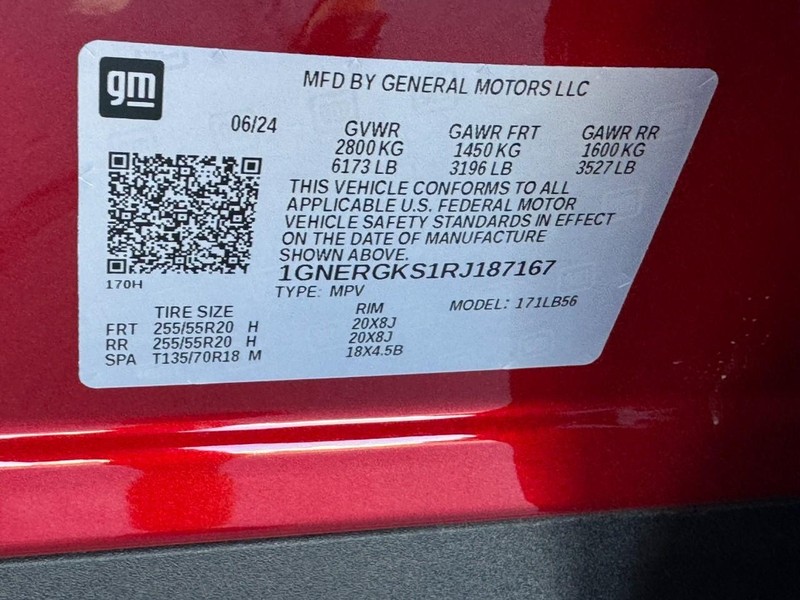 gm
MFD BY GENERAL MOTORS LLC
06/24 GVWR GAWR FRT GAWR RR
2800 KG 1450 KG 1600 KG
6173 LB 3196 LB 3527 LB
THIS VEHICLE CONFORMS TO ALL
APPLICABLE U.S. FEDERAL MOTOR
VEHICLE SAFETY STANDARDS IN EFFECT
ON THE DATE OF MANUFACTURE
SHOWN ABOVE.
1GNERGKS1RJ187167
170H
TYPE: MPV MODEL: 171LB56
TIRE SIZE RIM
FRT 255/55R20 H 20X8J
RR 255/55R20 H 20X8J
SPA T135/70R18 M 18X4.5B